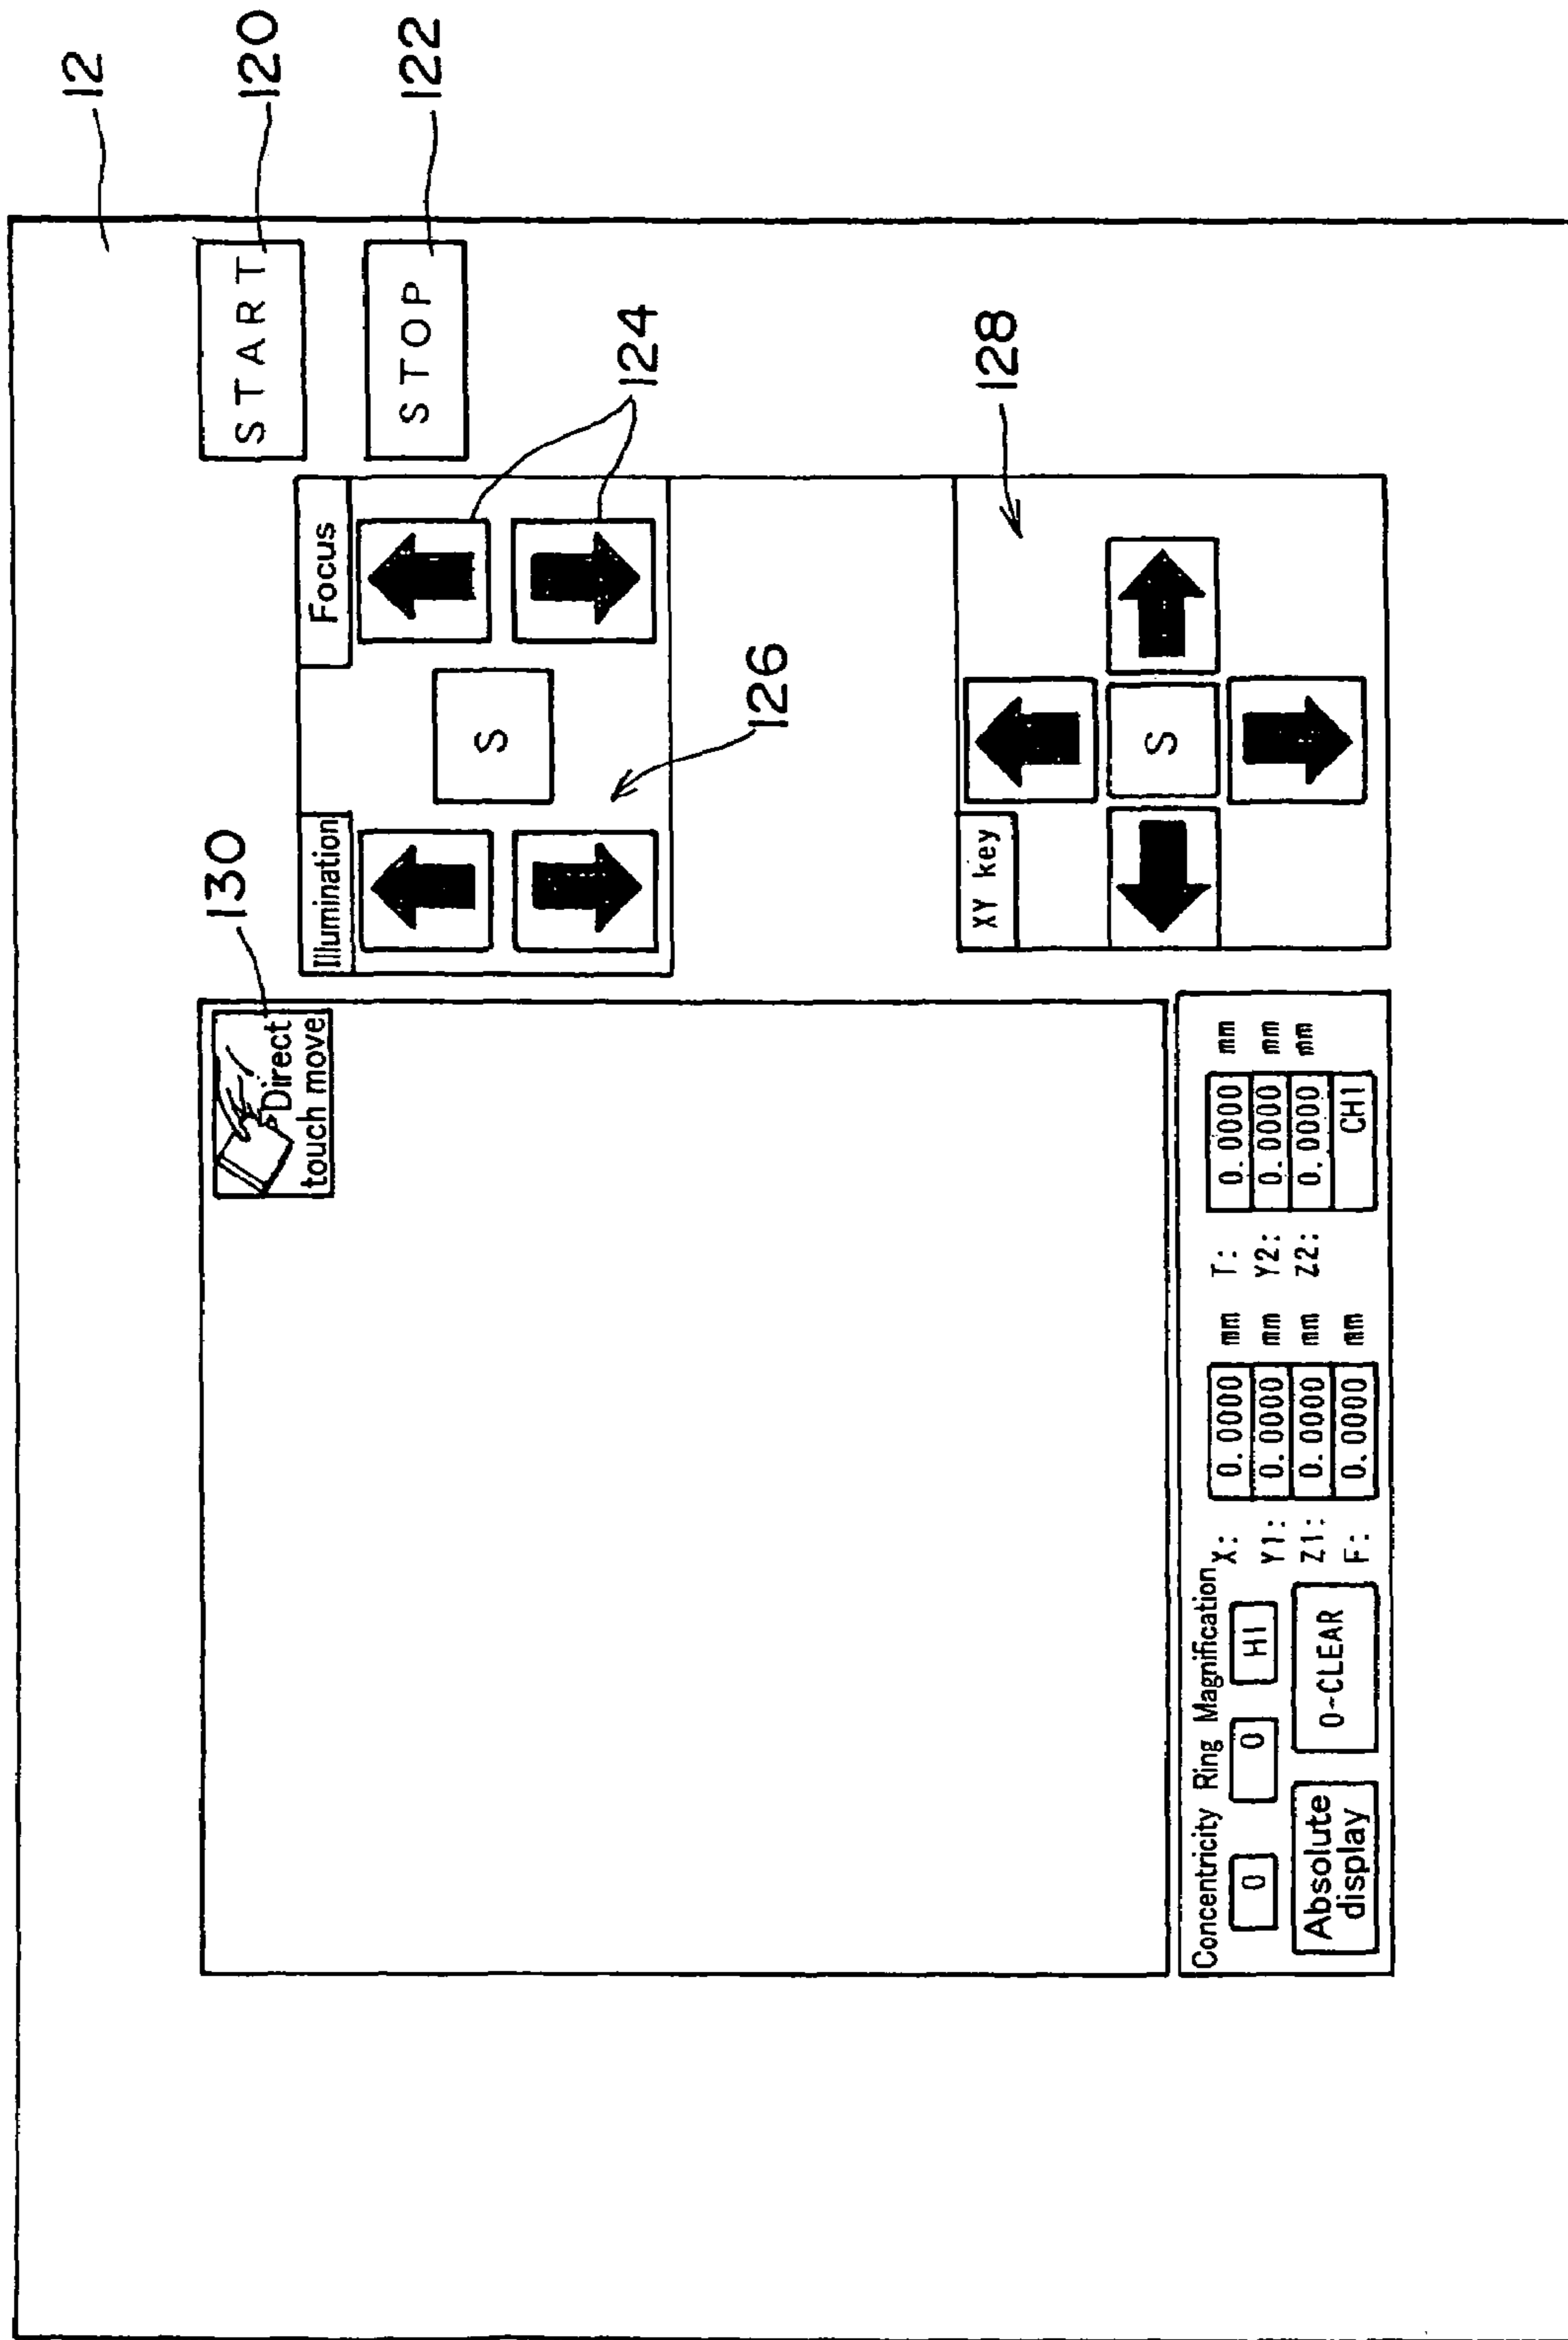 12
START
120
STOP
122
130
Direct
touch move
Illumination
Focus
S
124
126
XY key
128
S
Concentricity Ring Magnification
0
0
HI
Absolute
display
0-CLEAR
X: 0.0000 mm T: 0.0000 mm
Y1: 0.0000 mm Y2: 0.0000 mm
Z1: 0.0000 mm Z2: 0.0000 mm
F: 0.0000 mm CH1